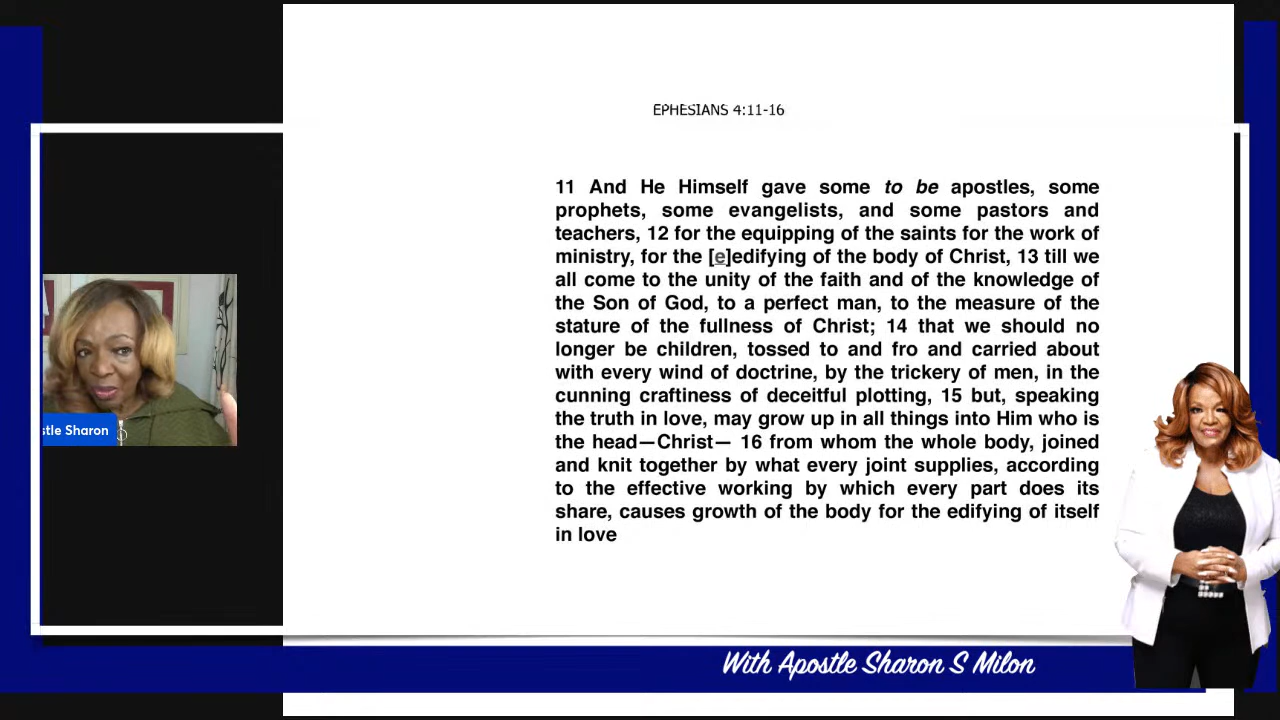 EPHESIANS 4:11-16
11 And He Himself gave some to be apostles, some
prophets, some evangelists, and some pastors and
teachers, 12 for the equipping of the saints for the work of
ministry, for the [e]edifying of the body of Christ, 13 till we
all come to the unity of the faith and of the knowledge of
the Son of God, to a perfect man, to the measure of the
stature of the fullness of Christ; 14 that we should no
longer be children, tossed to and fro and carried about
with every wind of doctrine, by the trickery of men, in the
cunning craftiness of deceitful plotting, 15 but, speaking
the truth in love, may grow up in all things into Him who is
the head—Christ— 16 from whom the whole body, joined
and knit together by what every joint supplies, according
to the effective working by which every part does its
share, causes growth of the body for the edifying of itself
in love
stle Sharon
With Apostle Sharon S Milon